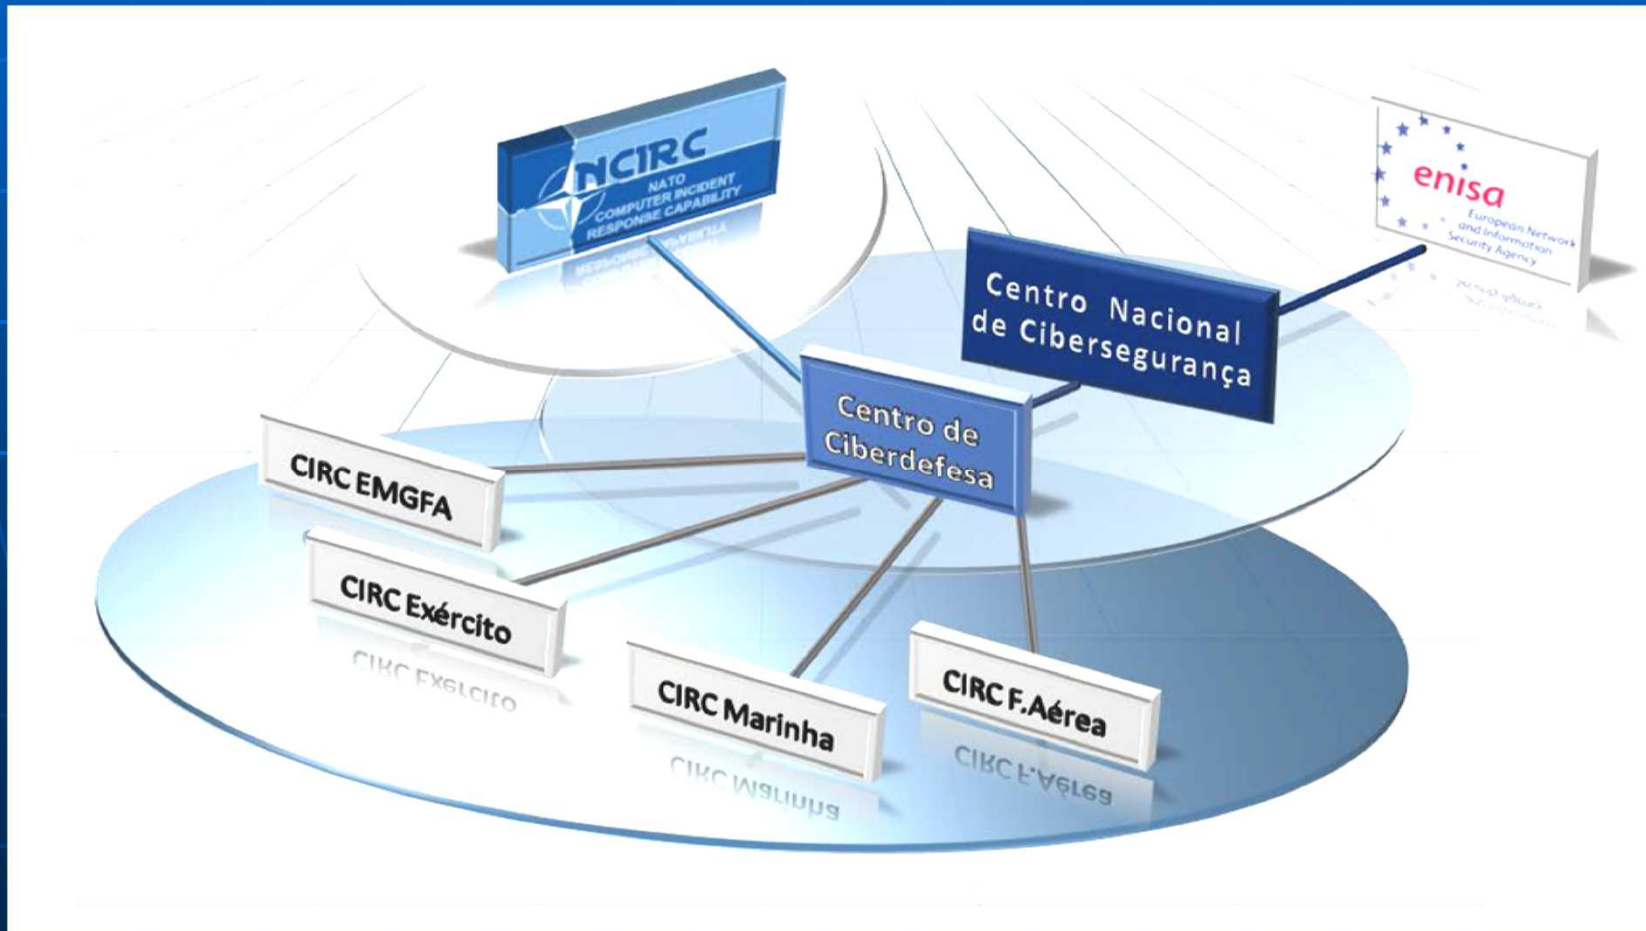 NCIRC
NATO
COMPUTER INCIDENT
RESPONSE CAPABILITY
enisa
European Network
and Information
Security Agency
Centro Nacional
de Cibersegurança
Centro de
Ciberdefesa
CIRC EMGFA
CIRC Exército
CIRC Marinha
CIRC F.Aérea